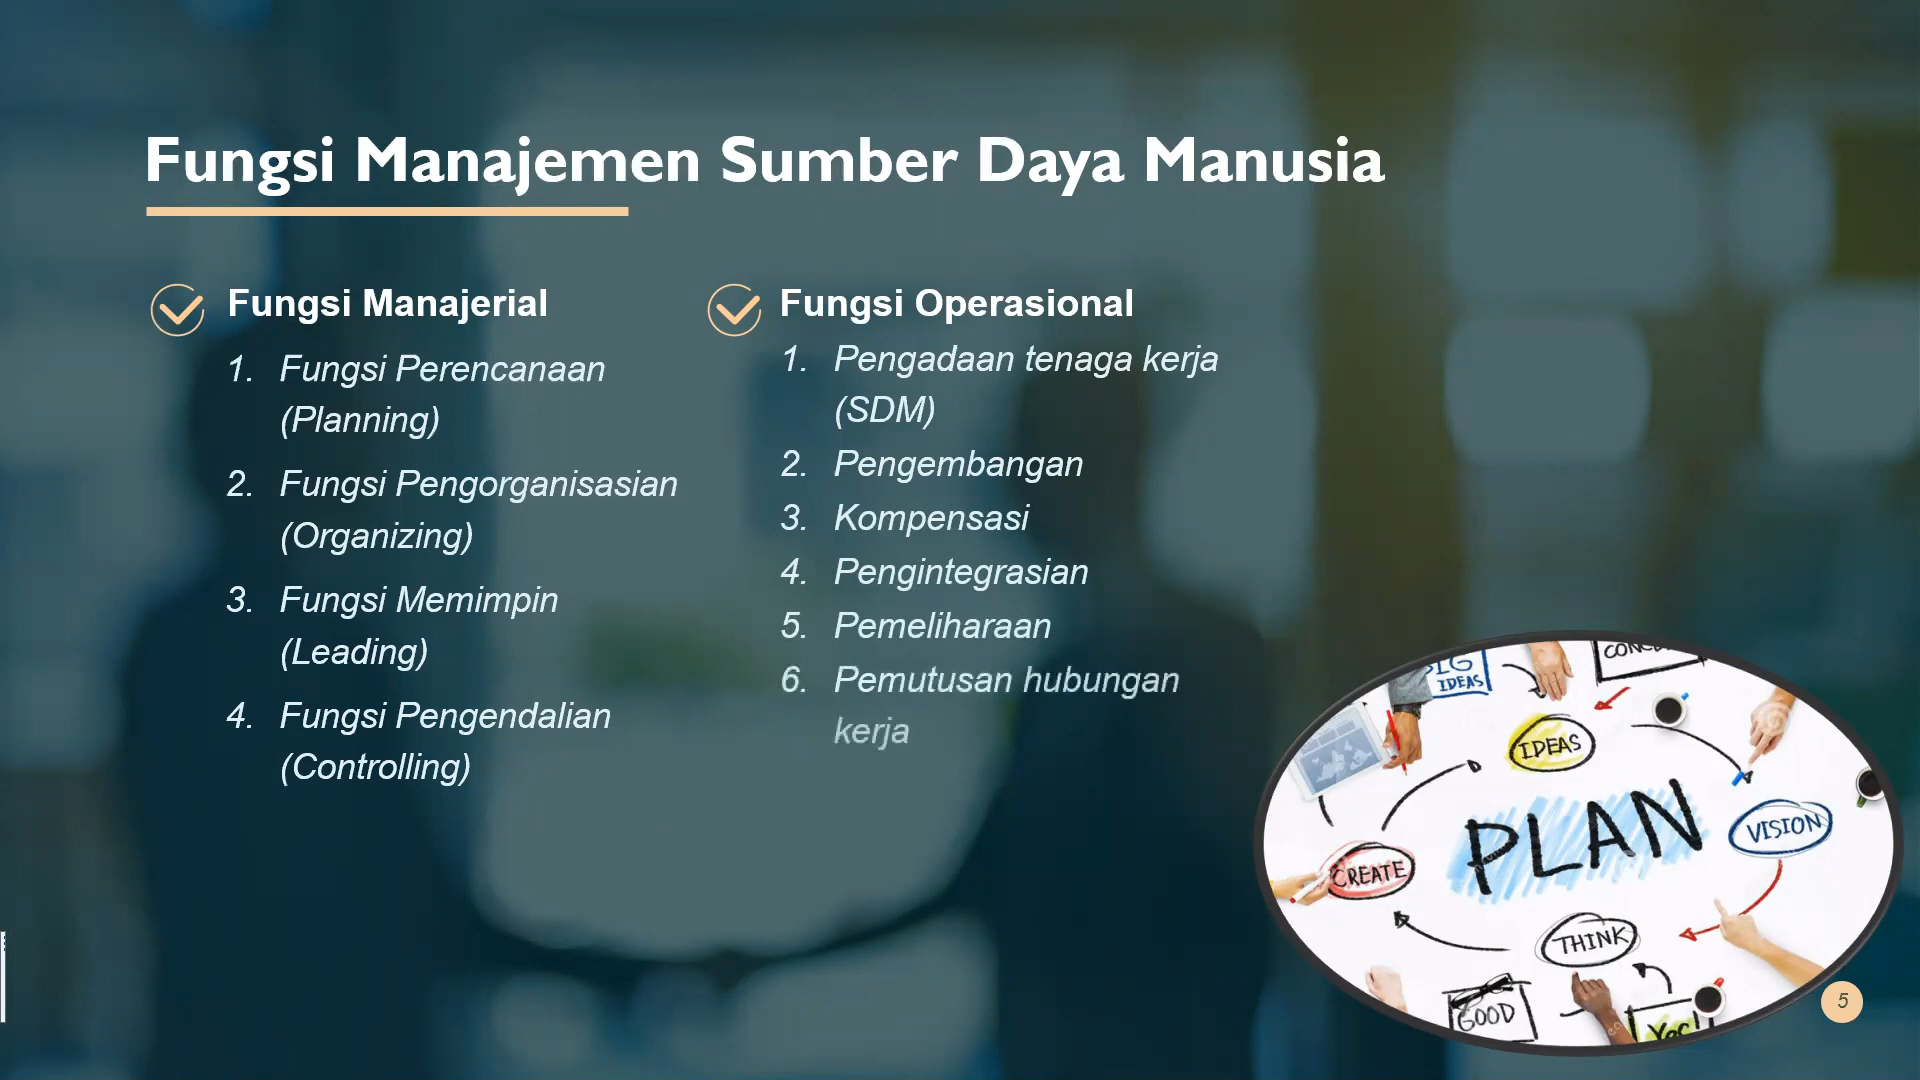 Fungsi Manajemen Sumber Daya Manusia
Fungsi Manajerial
1. Fungsi Perencanaan
(Planning)
2. Fungsi Pengorganisasian
(Organizing)
3. Fungsi Memimpin
(Leading)
4. Fungsi Pengendalian
(Controlling)
Fungsi Operasional
1. Pengadaan tenaga kerja
(SDM)
2. Pengembangan
3. Kompensasi
4. Pengintegrasian
5. Pemeliharaan
6. Pemutusan hubungan
kerja
BIG
IDEAS
IDEAS
PLAN
VISION
CREATE
THINK
GOOD
5